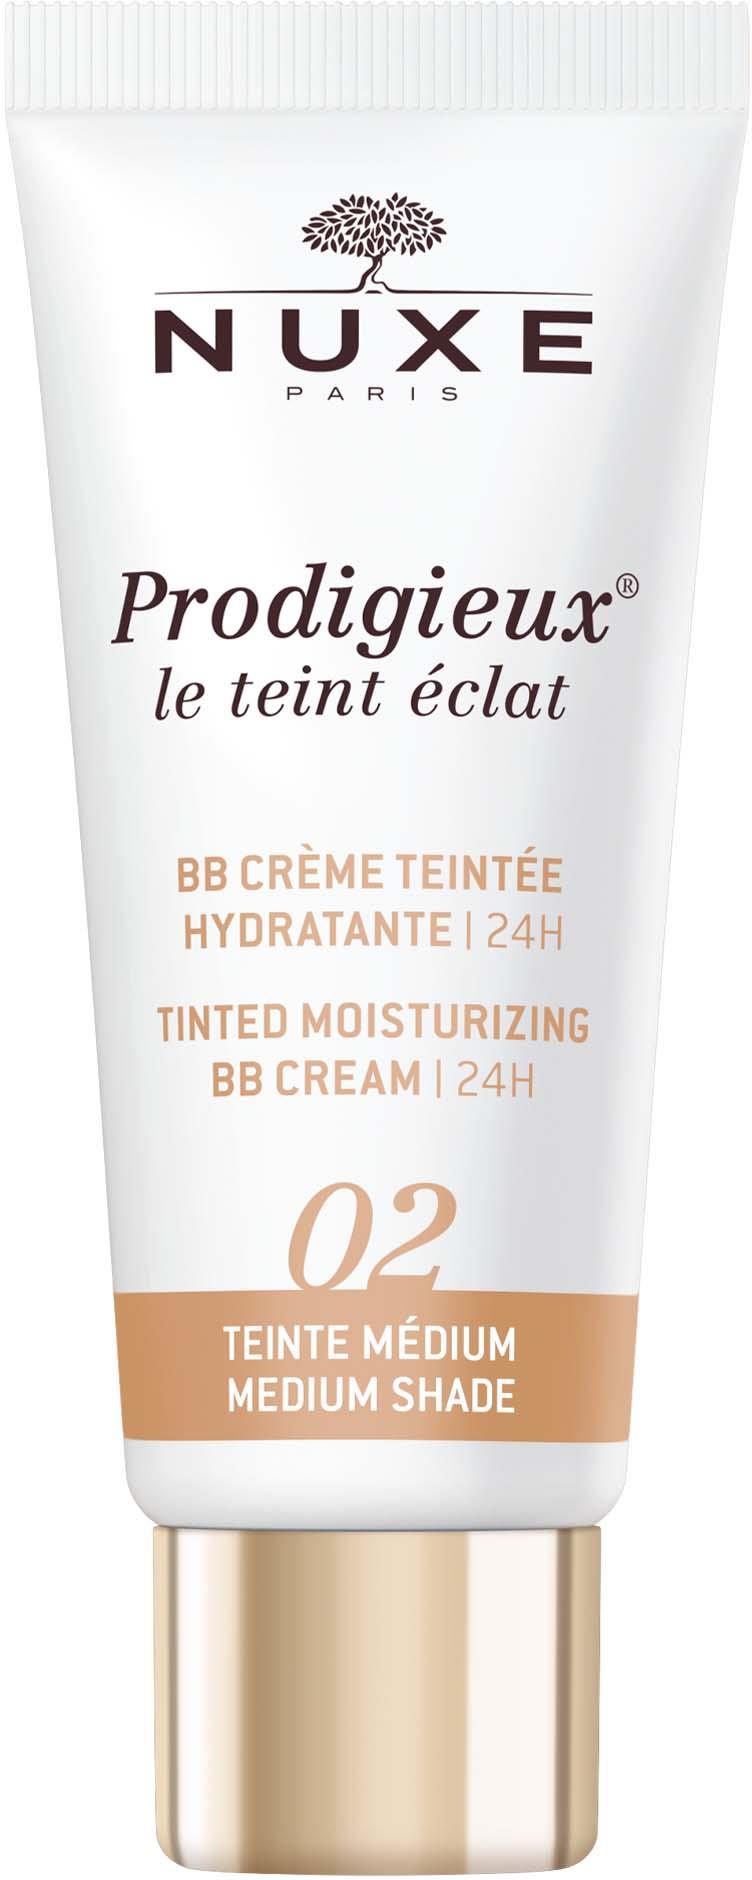 NUXE
PARIS
Prodigieux®
le teint éclat
BB CRÈME TEINTÉE
HYDRATANTE | 24H
TINTED MOISTURIZING
BB CREAM | 24H
02
TEINTE MÉDIUM
MEDIUM SHADE